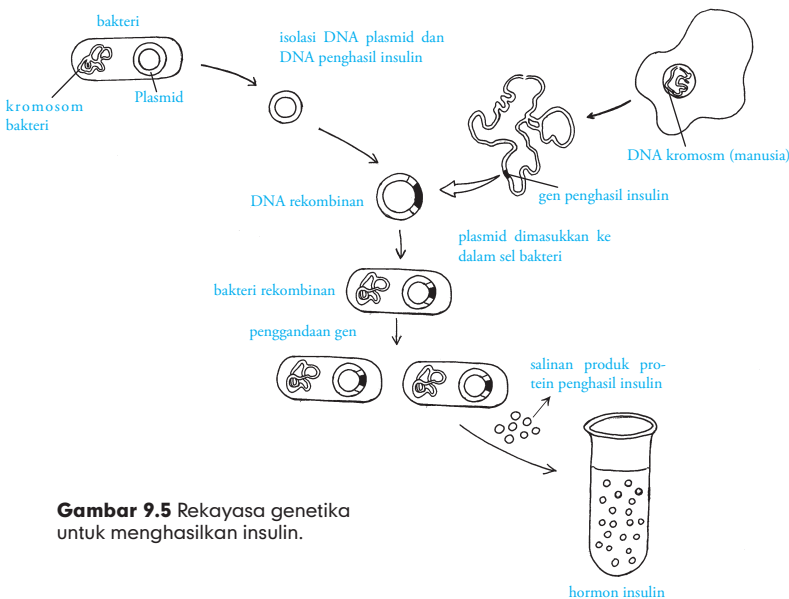 bakteri
isolasi DNA plasmid dan
DNA penghasil insulin
kromosom
bakteri
Plasmid
DNA kromosm (manusia)
gen penghasil insulin
DNA rekombinan
plasmid dimasukkan ke
dalam sel bakteri
bakteri rekombinan
penggandaan gen
salinan produk pro-
tein penghasil insulin
Gambar 9.5 Rekayasa genetika
untuk menghasilkan insulin.
hormon insulin